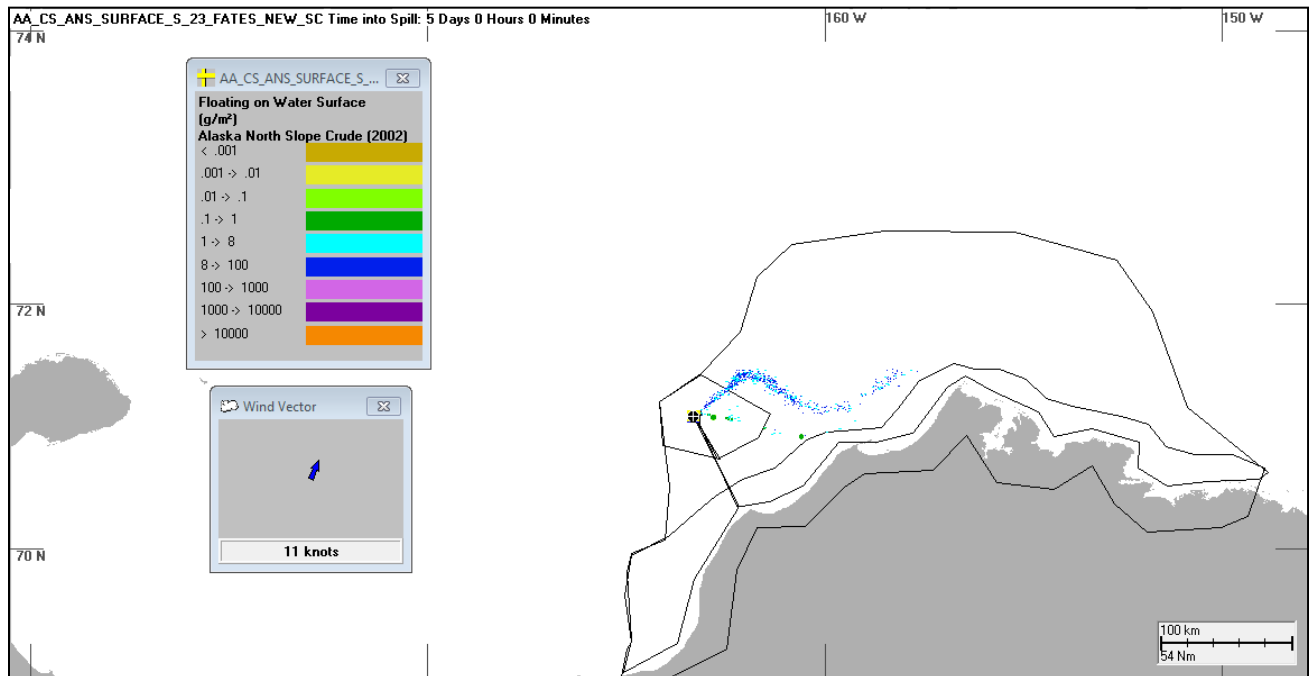 AA_CS_ANS_SURFACE_S_23_FATES_NEW_SC Time into Spill: 5 Days 0 Hours 0 Minutes
160 W
150 W
74 N
AA_CS_ANS_SURFACE_S_...
Floating on Water Surface
(g/m²)
Alaska North Slope Crude (2002)
< .001
.001 -> .01
.01 -> .1
.1 -> 1
1 -> 8
8 -> 100
100 -> 1000
1000 -> 10000
> 10000
72 N
Wind Vector
11 knots
70 N
100 km
54 Nm